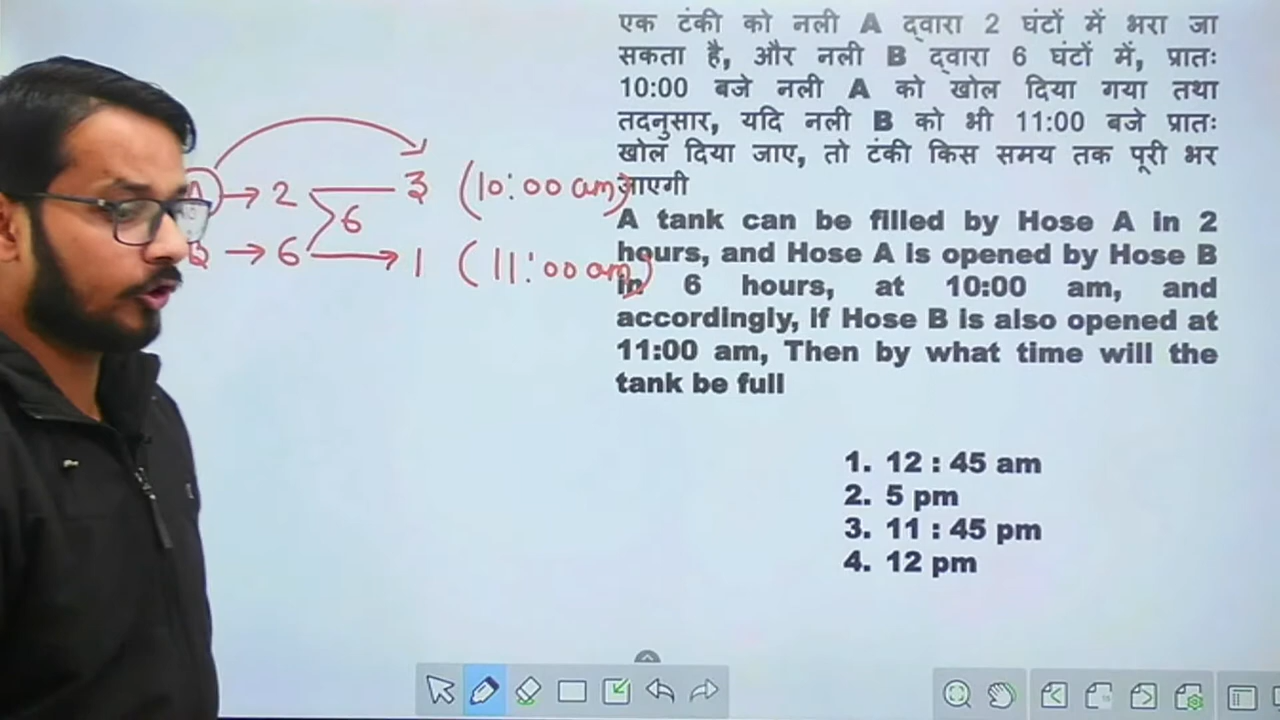 एक टंकी को नली A द्वारा 2 घंटों में भरा जा
सकता है, और नली B द्वारा 6 घंटों में, प्रातः
10:00 बजे नली A को खोल दिया गया तथा
तदनुसार, यदि नली B को भी 11:00 बजे प्रातः
खोल दिया जाए, तो टंकी किस समय तक पूरी भर
जाएगी
A tank can be filled by Hose A in 2
hours, and Hose A is opened by Hose B
in 6 hours, at 10:00 am, and
accordingly, if Hose B is also opened at
11:00 am, Then by what time will the
tank be full
A → 2 3 (10:00 am)
6
B → 6 → 1 (11:00 am)
1. 12 : 45 am
2. 5 pm
3. 11 : 45 pm
4. 12 pm